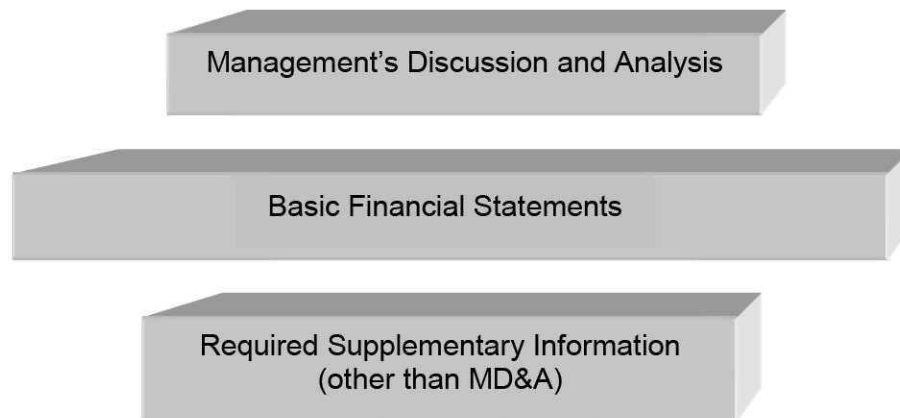 Management’s Discussion and Analysis
Basic Financial Statements
Required Supplementary Information
(other than MD&A)